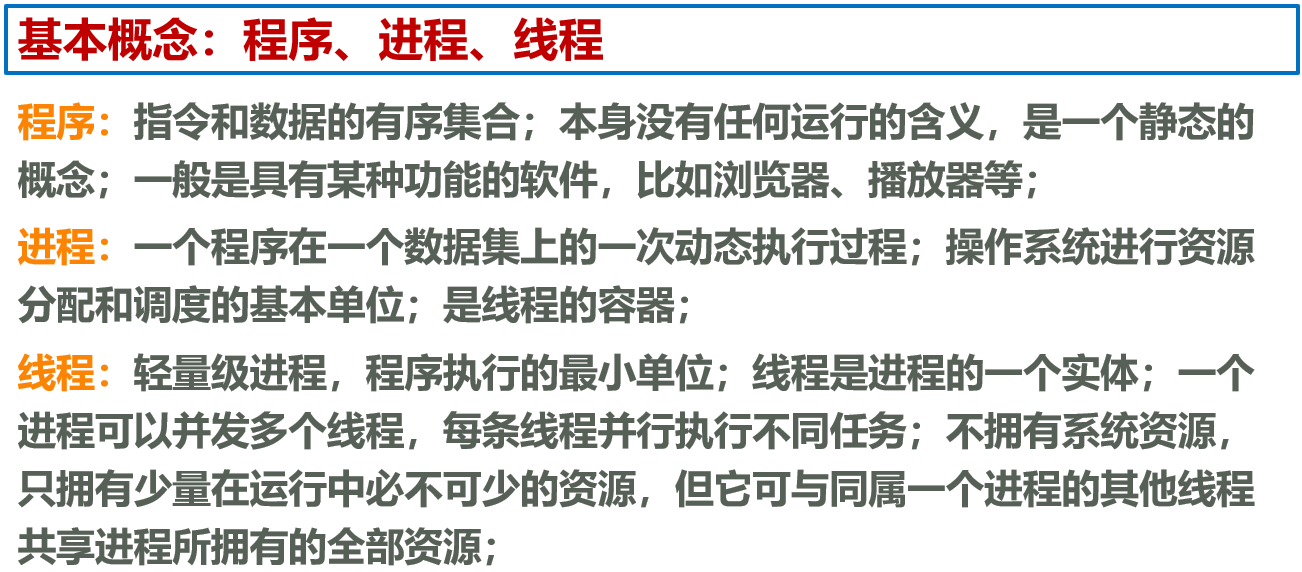 基本概念：程序、进程、线程
程序：指令和数据的有序集合；本身没有任何运行的含义，是一个静态的
概念；一般是具有某种功能的软件，比如浏览器、播放器等；
进程：一个程序在一个数据集上的一次动态执行过程；操作系统进行资源
分配和调度的基本单位；是线程的容器；
线程：轻量级进程，程序执行的最小单位；线程是进程的一个实体；一个
进程可以并发多个线程，每条线程并行执行不同任务；不拥有系统资源，
只拥有少量在运行中必不可少的资源，但它可与同属一个进程的其他线程
共享进程所拥有的全部资源；